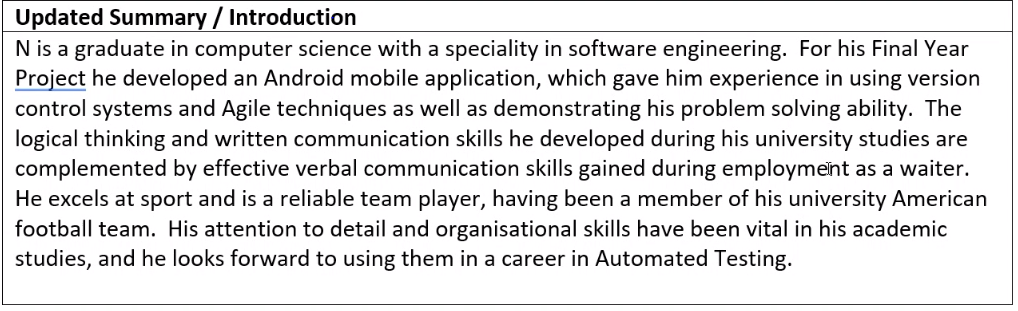 Updated Summary / Introduction
N is a graduate in computer science with a speciality in software engineering.  For his Final Year
Project he developed an Android mobile application, which gave him experience in using version
control systems and Agile techniques as well as demonstrating his problem solving ability.  The
logical thinking and written communication skills he developed during his university studies are
complemented by effective verbal communication skills gained during employment as a waiter.
He excels at sport and is a reliable team player, having been a member of his university American
football team.  His attention to detail and organisational skills have been vital in his academic
studies, and he looks forward to using them in a career in Automated Testing.